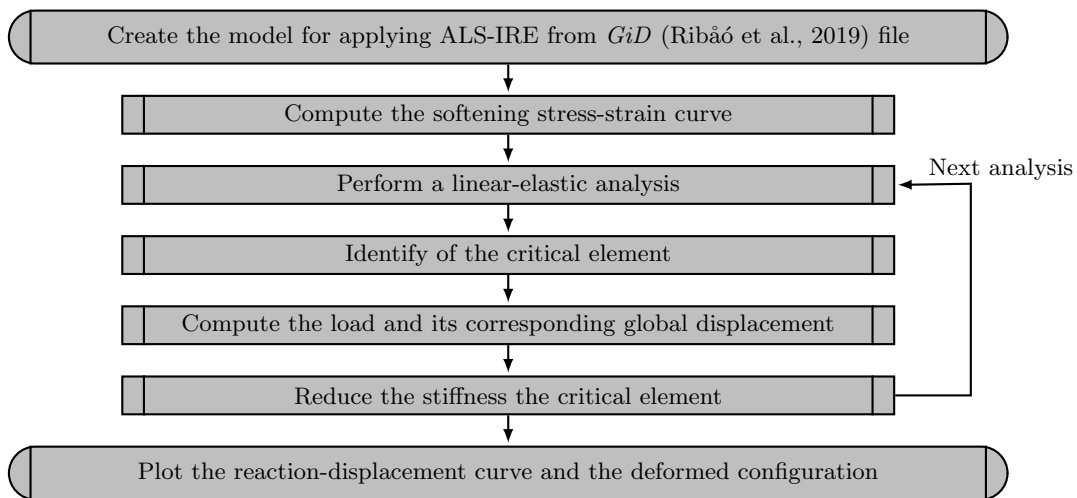 Create the model for applying ALS-IRE from GiD (Ribåó et al., 2019) file
Compute the softening stress-strain curve
Perform a linear-elastic analysis
Next analysis
Identify of the critical element
Compute the load and its corresponding global displacement
Reduce the stiffness the critical element
Plot the reaction-displacement curve and the deformed configuration